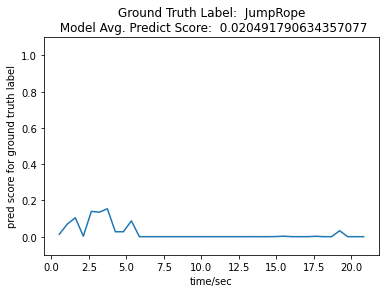 Ground Truth Label:  JumpRope
Model Avg. Predict Score:  0.020491790634357077
pred score for ground truth label
1.0
0.8
0.6
0.4
0.2
0.0
0.0 2.5 5.0 7.5 10.0 12.5 15.0 17.5 20.0
time/sec